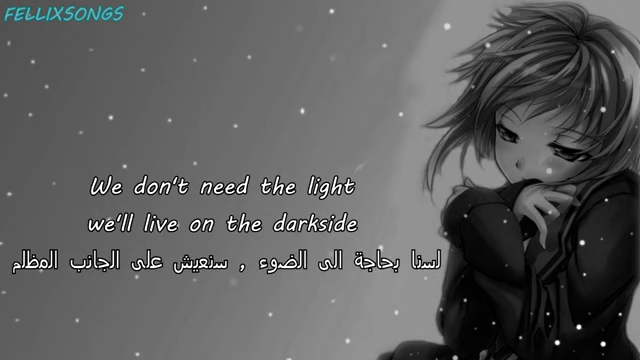 FELLIXSONGS
We don't need the light
we'll live on the darkside
لسنا بحاجة الى الضوء , سنعيش على الجانب المظلم